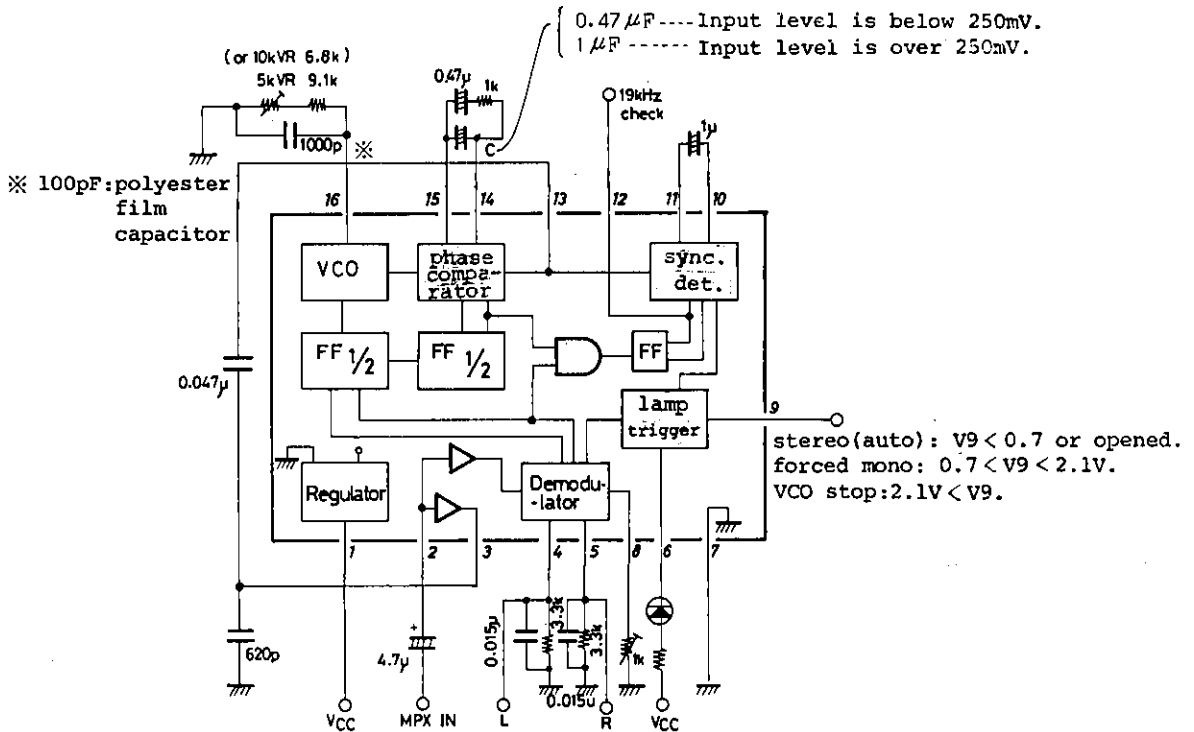 0.47μF----Input level is below 250mV.
1μF------ Input level is over 250mV.
(or 10kVR 6.8k)
5kVR 9.1k
1000p ※
0.47μ
1k
C
19kHz
check
1μ
※ 100pF:polyester
film
capacitor
16 15 14 13 12 11 10
VCO
phase
compa-
rator
sync.
det.
FF 1/2
FF 1/2
FF
0.047μ
lamp
trigger
9
stereo(auto): V9<0.7 or opened.
forced mono: 0.7<V9<2.1V.
VCO stop:2.1V<V9.
Regulator
Demodu-
-lator
1 2 3 4 5 8 6 7
620p
+
4.7μ
0.015μ
3.3k
3.3k
0.015u
1k
VCC
MPX IN
L
R
VCC